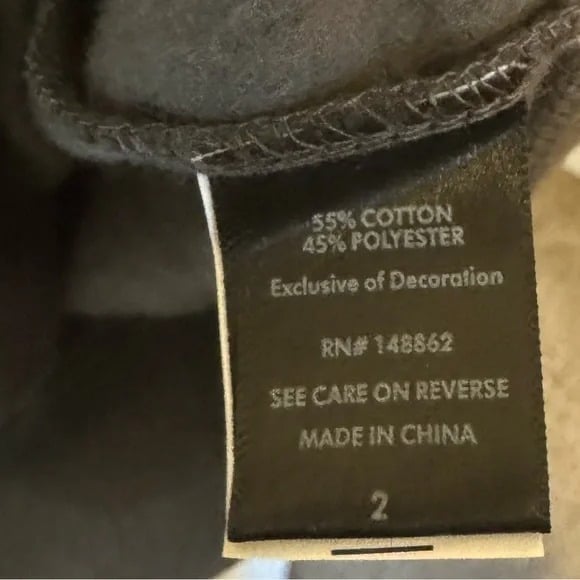 55% COTTON
45% POLYESTER
Exclusive of Decoration
RN# 148862
SEE CARE ON REVERSE
MADE IN CHINA
2